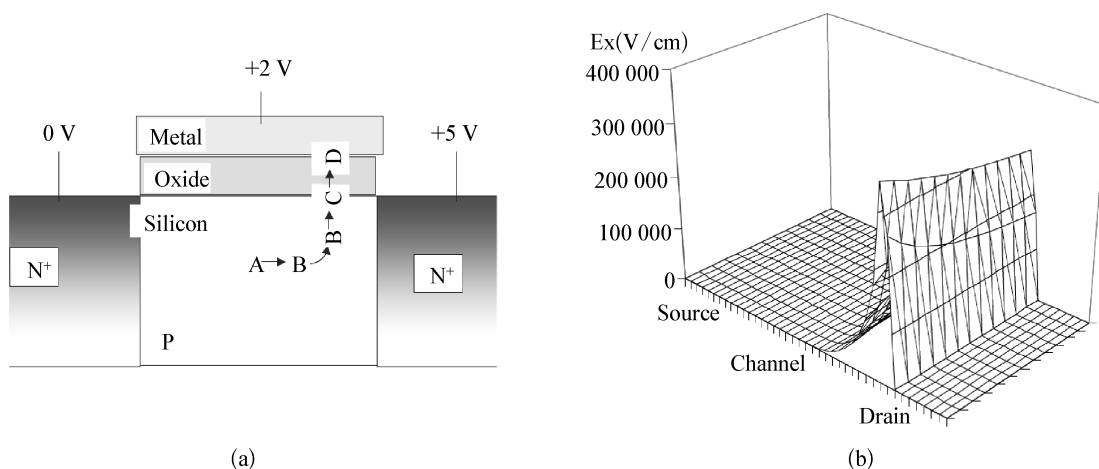 +2 V
0 V
+5 V
Metal
Oxide
Silicon
A B B C D
N+
N+
P
(a)
Ex(V/cm)
400 000
300 000
200 000
100 000
0
Source
Channel
Drain
(b)